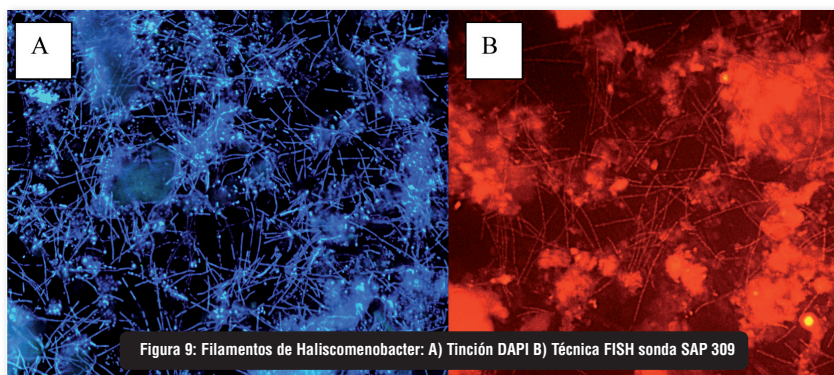 A
B
Figura 9: Filamentos de Haliscomenobacter: A) Tinción DAPI B) Técnica FISH sonda SAP 309